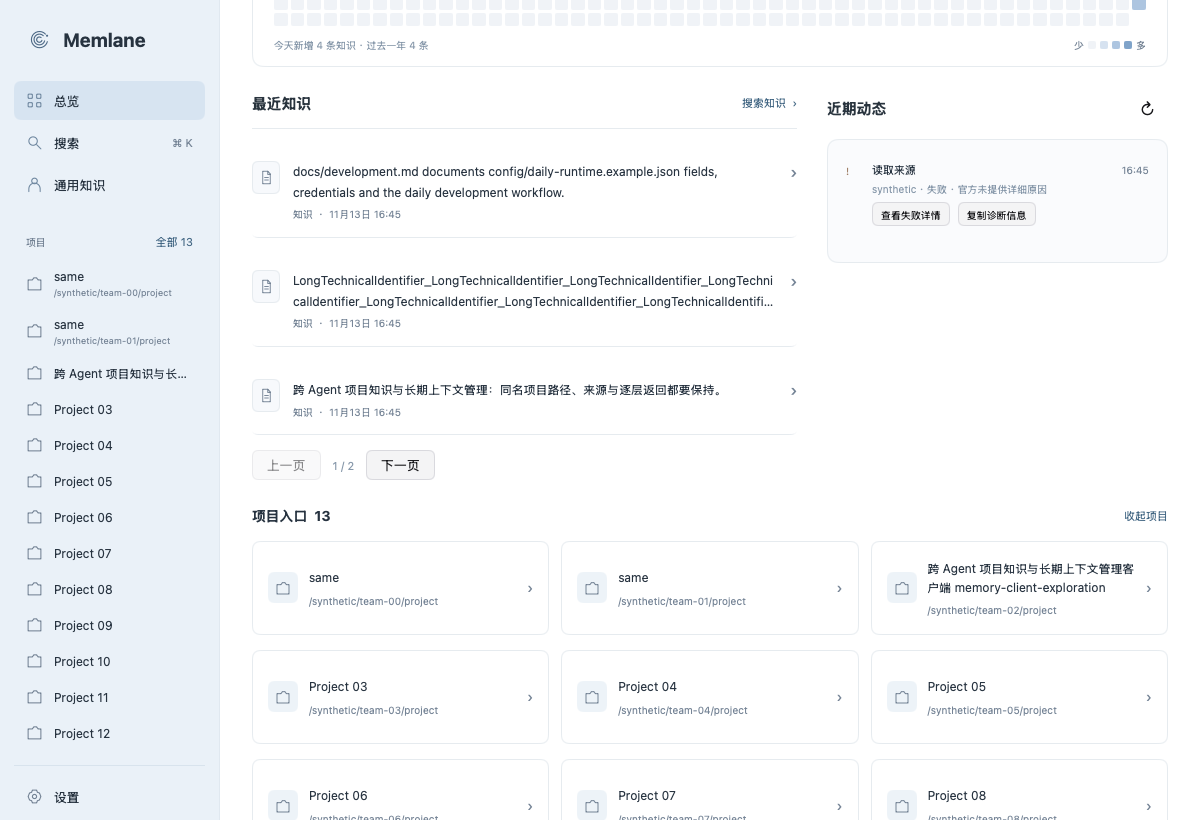 Memlane
总览
搜索
⌘ K
通用知识
项目
全部 13
same
/synthetic/team-00/project
same
/synthetic/team-01/project
跨 Agent 项目知识与长...
Project 03
Project 04
Project 05
Project 06
Project 07
Project 08
Project 09
Project 10
Project 11
Project 12
设置
今天新增 4 条知识 · 过去一年 4 条
少
多
最近知识
搜索知识 ›
docs/development.md documents config/daily-runtime.example.json fields,
credentials and the daily development workflow.
知识 · 11月13日 16:45
LongTechnicalIdentifier_LongTechnicalIdentifier_LongTechnicalIdentifier_LongTechni
calIdentifier_LongTechnicalIdentifier_LongTechnicalIdentifier_LongTechnicalIdentifi...
知识 · 11月13日 16:45
跨 Agent 项目知识与长期上下文管理：同名项目路径、来源与逐层返回都要保持。
知识 · 11月13日 16:45
上一页
1 / 2
下一页
近期动态
!
读取来源
16:45
synthetic · 失败 · 官方未提供详细原因
查看失败详情
复制诊断信息
项目入口 13
收起项目
same
/synthetic/team-00/project
same
/synthetic/team-01/project
跨 Agent 项目知识与长期上下文管理客
户端 memory-client-exploration
/synthetic/team-02/project
Project 03
/synthetic/team-03/project
Project 04
/synthetic/team-04/project
Project 05
/synthetic/team-05/project
Project 06
/synthetic/team-06/project
Project 07
/synthetic/team-07/project
Project 08
/synthetic/team-08/project